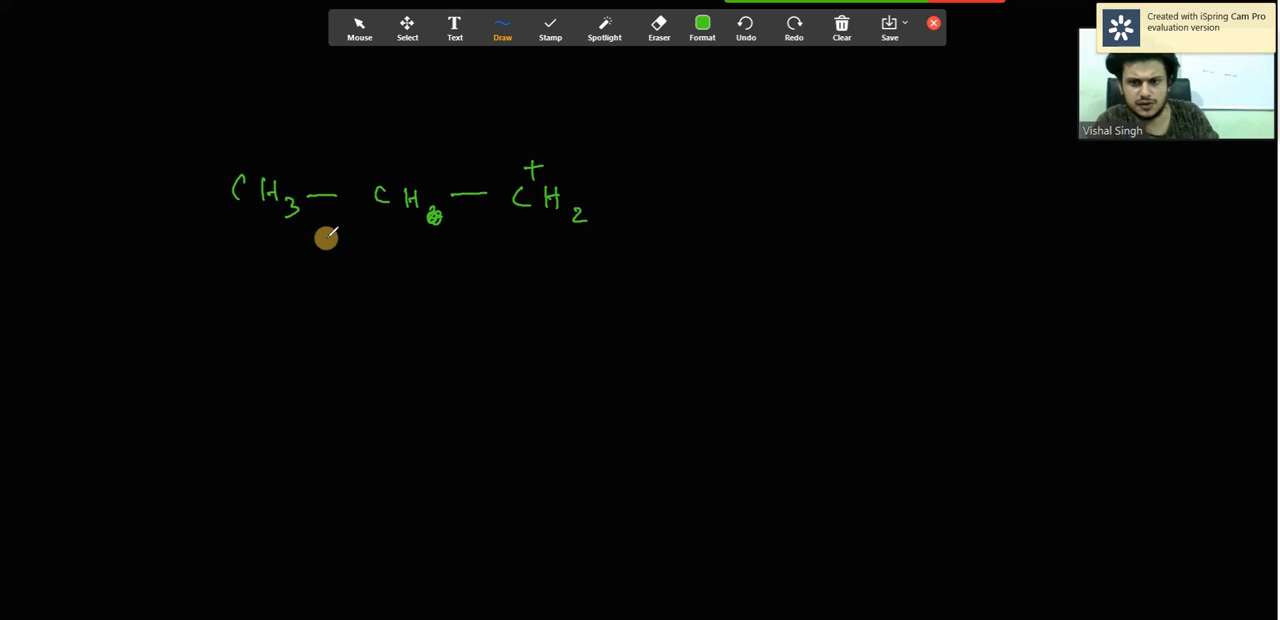 Mouse Select Text Draw Stamp Spotlight Eraser Format Undo Redo Clear Save
Created with iSpring Cam Pro
evaluation version
Vishal Singh
+
CH3 — CH — CH2